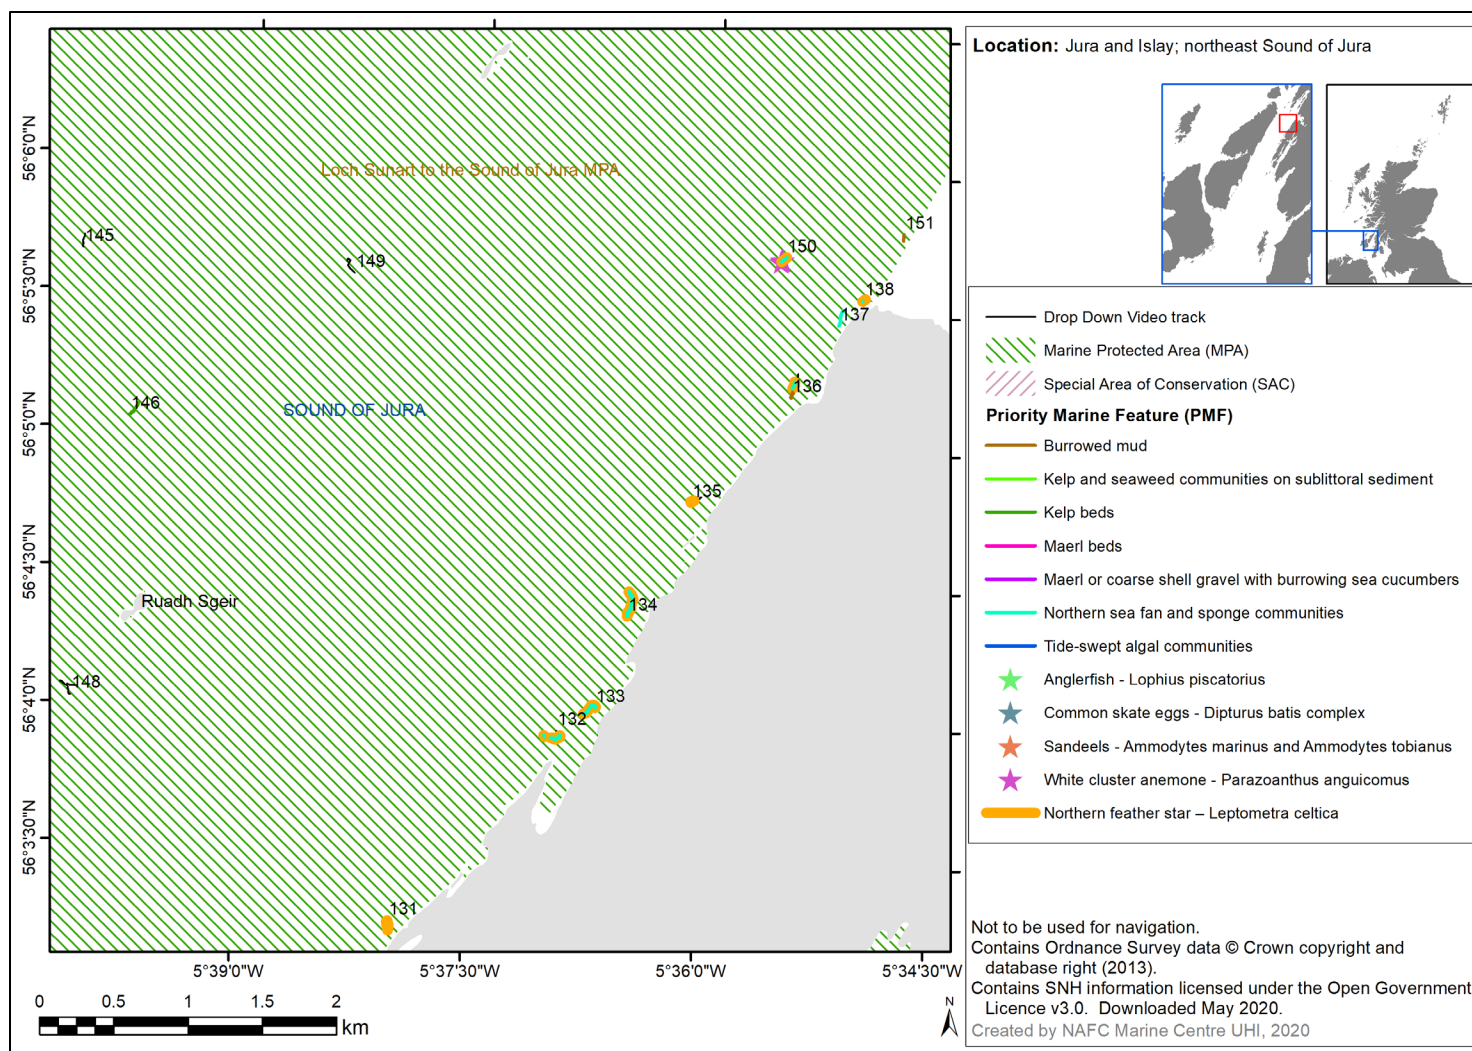 Location: Jura and Islay; northeast Sound of Jura
56°6'0"N
Loch Sunart to the Sound of Jura MPA
145
149
150
151
56°5'30"N
138
137
136
146
SOUND OF JURA
56°5'0"N
135
56°4'30"N
Ruadh Sgeir
134
148
56°4'0"N
133
132
56°3'30"N
131
5°39'0"W
5°37'30"W
5°36'0"W
5°34'30"W
0 0.5 1 1.5 2
km
N
Drop Down Video track
Marine Protected Area (MPA)
Special Area of Conservation (SAC)
Priority Marine Feature (PMF)
Burrowed mud
Kelp and seaweed communities on sublittoral sediment
Kelp beds
Maerl beds
Maerl or coarse shell gravel with burrowing sea cucumbers
Northern sea fan and sponge communities
Tide-swept algal communities
Anglerfish - Lophius piscatorius
Common skate eggs - Dipturus batis complex
Sandeels - Ammodytes marinus and Ammodytes tobianus
White cluster anemone - Parazoanthus anguicomus
Northern feather star – Leptometra celtica
Not to be used for navigation.
Contains Ordnance Survey data © Crown copyright and
database right (2013).
Contains SNH information licensed under the Open Government
Licence v3.0. Downloaded May 2020.
Created by NAFC Marine Centre UHI, 2020